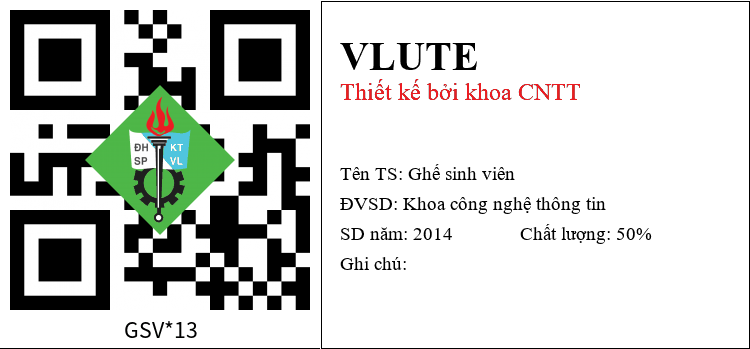 ĐH KT
SP VL
GSV*13
VLUTE
Thiết kế bởi khoa CNTT
Tên TS: Ghế sinh viên
ĐVSD: Khoa công nghệ thông tin
SD năm: 2014 Chất lượng: 50%
Ghi chú: